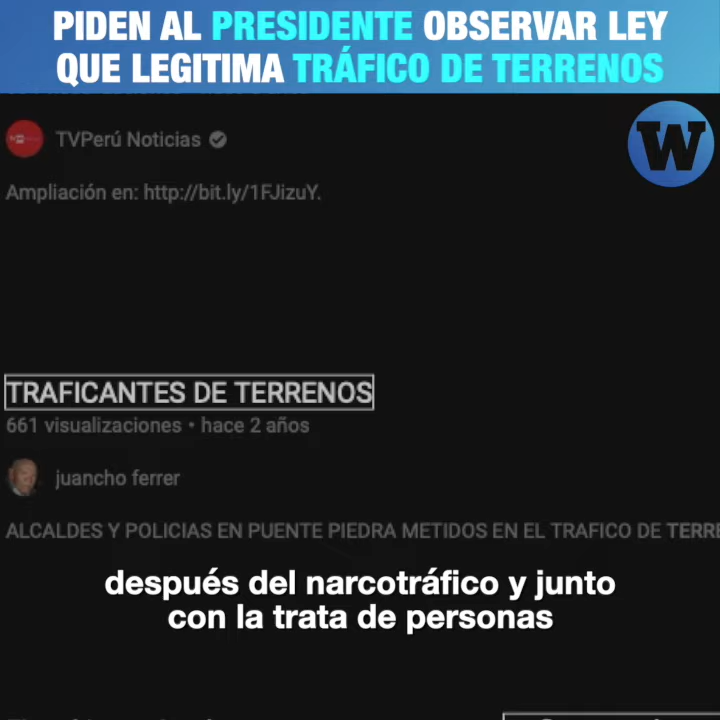 PIDEN AL PRESIDENTE OBSERVAR LEY
QUE LEGITIMA TRÁFICO DE TERRENOS
W
TVPerú Noticias
Ampliación en: http://bit.ly/1FJizuY.
TRAFICANTES DE TERRENOS
661 visualizaciones • hace 2 años
juancho ferrer
ALCALDES Y POLICIAS EN PUENTE PIEDRA METIDOS EN EL TRAFICO DE TERRE
después del narcotráfico y junto
con la trata de personas